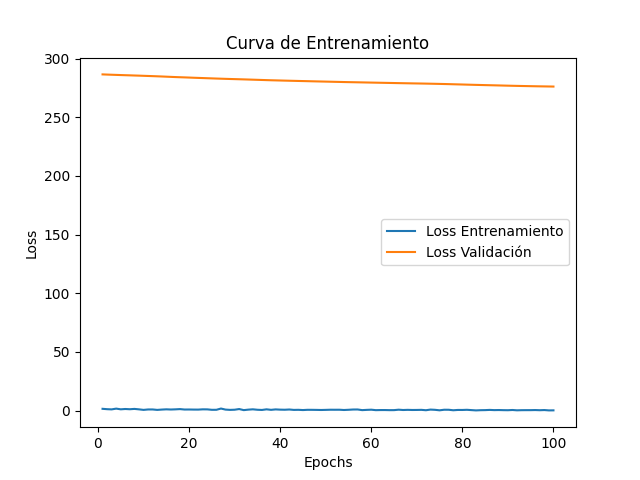 Curva de Entrenamiento
300
250
200
150
100
50
0
Loss
Loss Entrenamiento
Loss Validación
0 20 40 60 80 100
Epochs